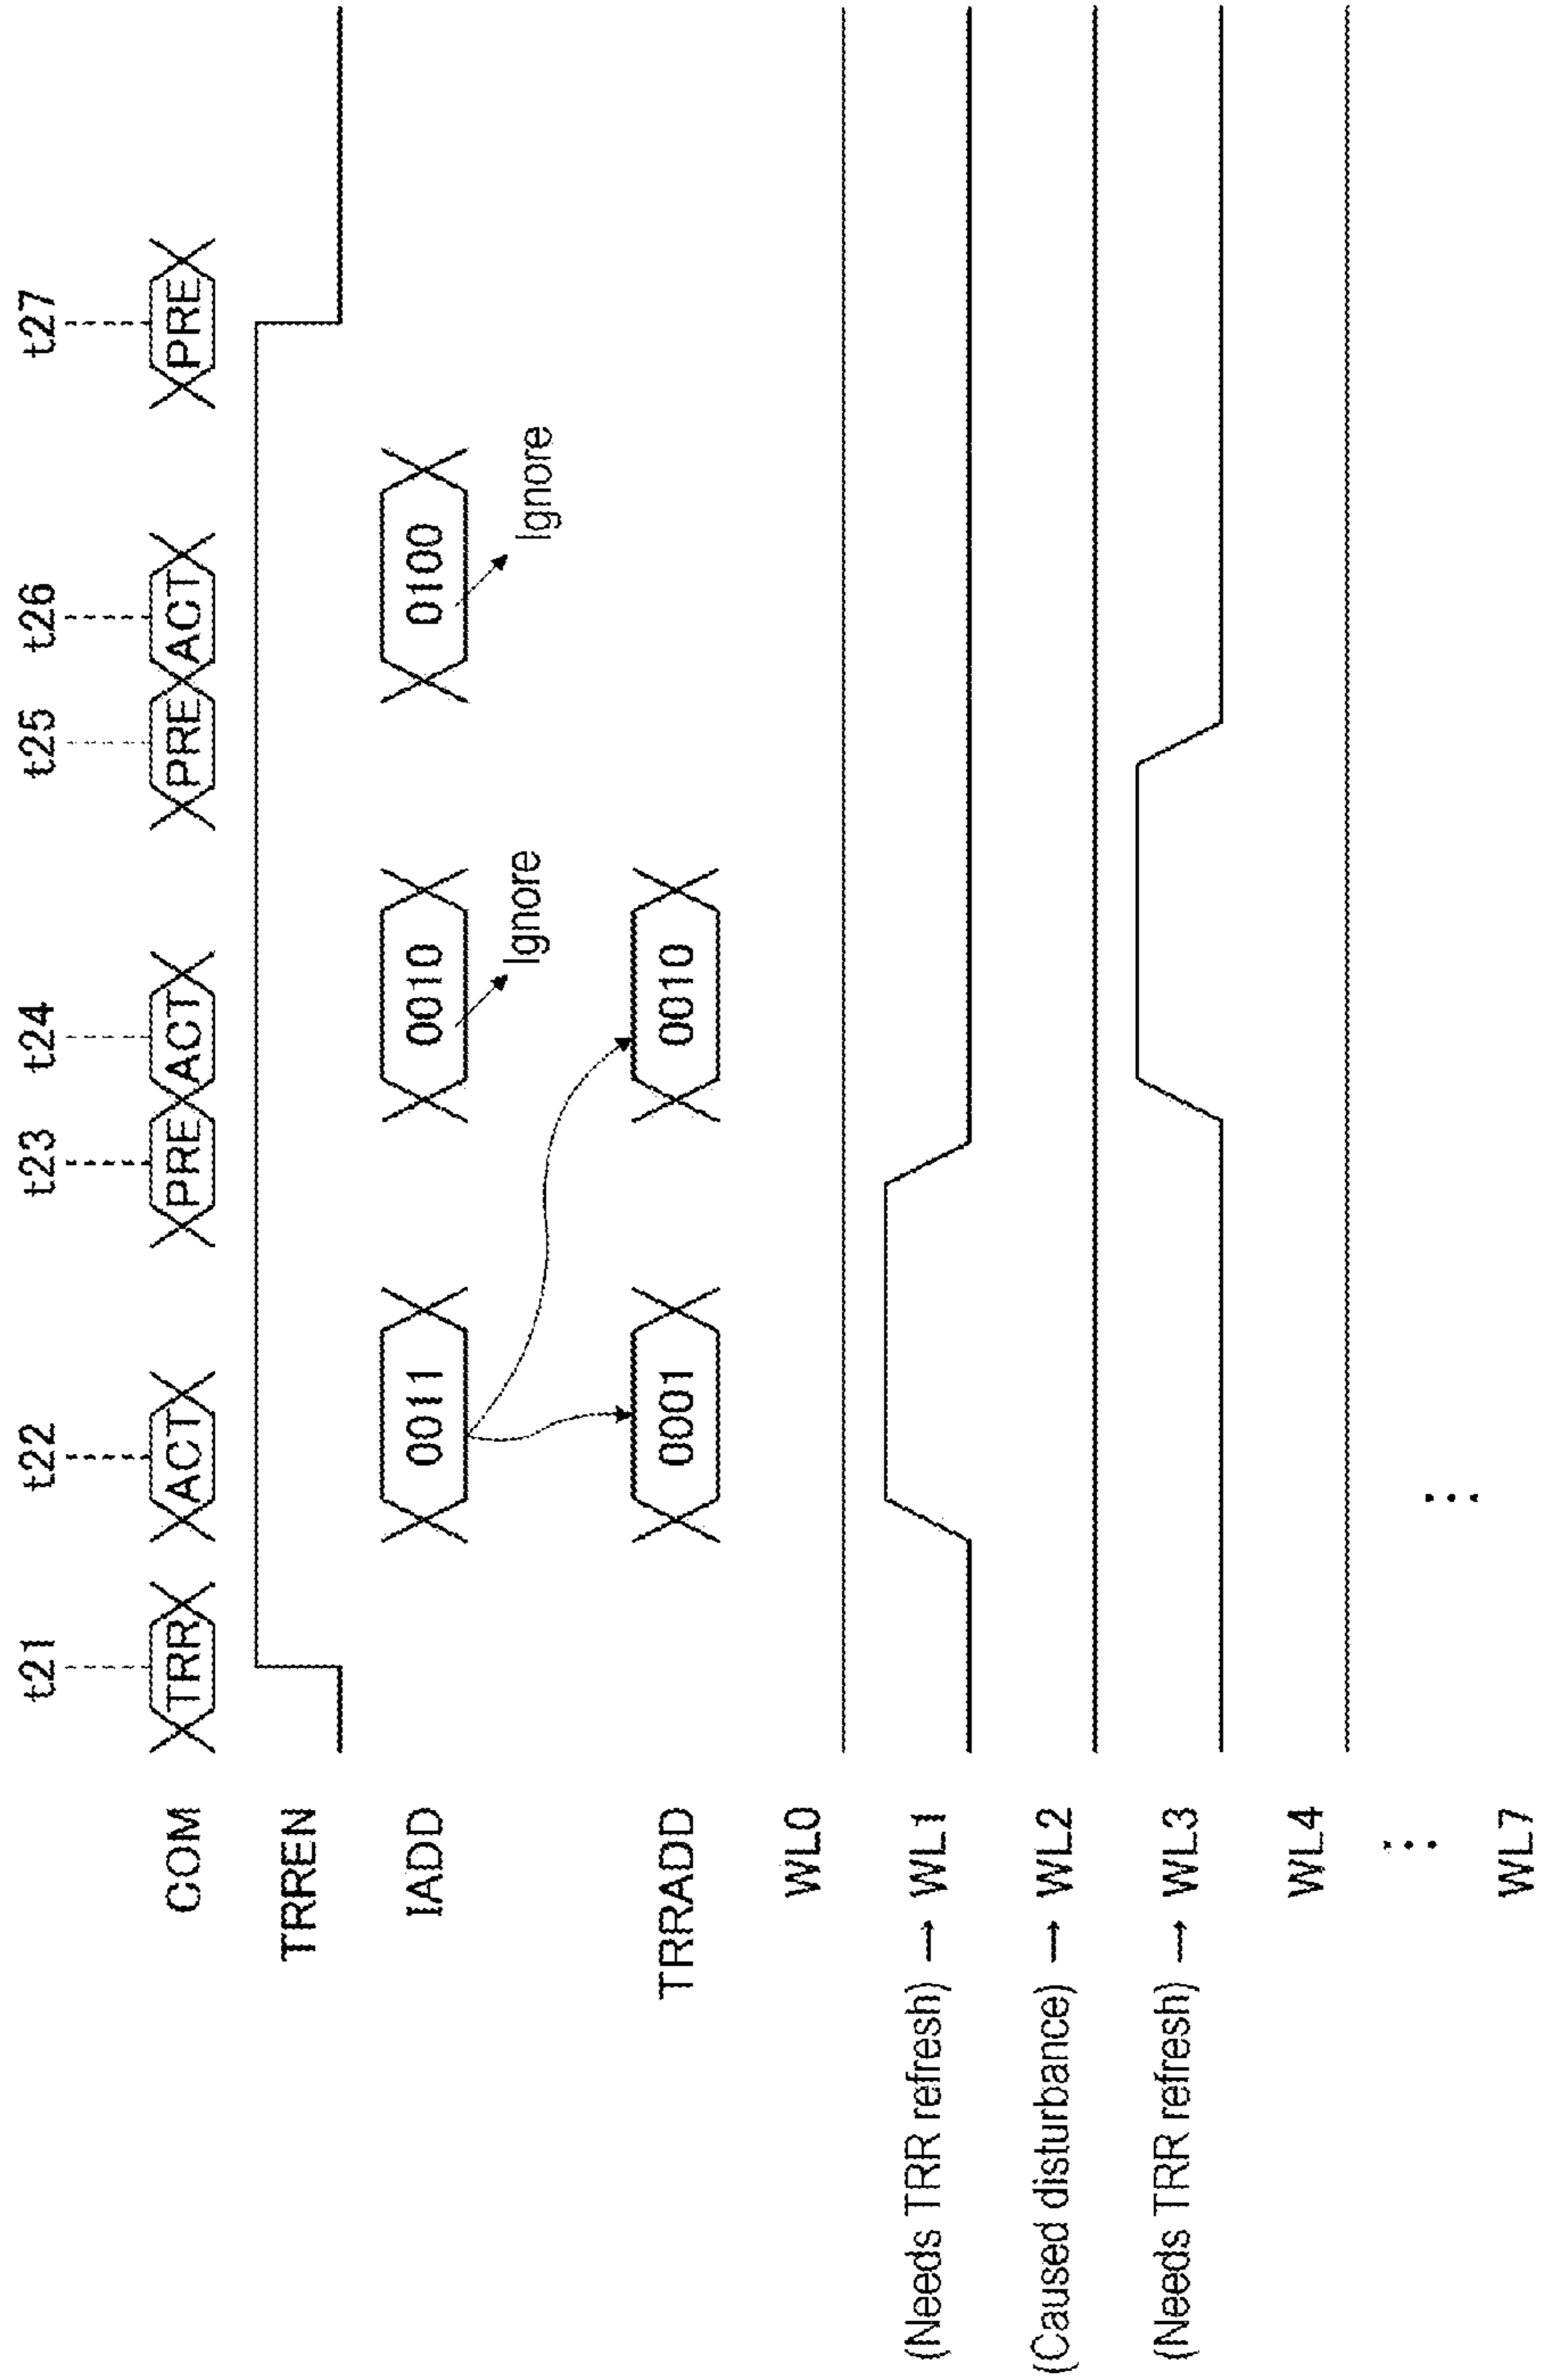 t21 t22 t23 t24 t25 t26 t27
COM TRR ACT PRE ACT PRE ACT PRE
TRREN
IADD 0011 0010 0100
Ignore Ignore
TRRADD 0001 0010
WL0
(Needs TRR refresh) → WL1
(Caused disturbance) → WL2
(Needs TRR refresh) → WL3
WL4
⋮ ⋮
WL7